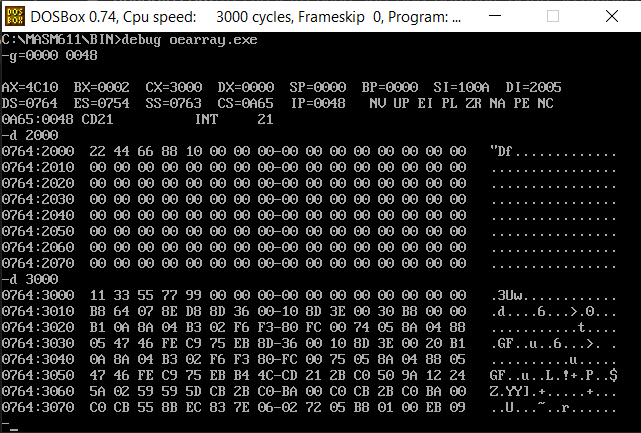 DOSBox 0.74, Cpu speed:    3000 cycles, Frameskip  0, Program: ...
C:\MASM611\BIN>debug oearray.exe
-g=0000 0048

AX=4C10  BX=0002  CX=3000  DX=0000  SP=0000  BP=0000  SI=100A  DI=2005
DS=0764  ES=0754  SS=0763  CS=0A65  IP=0048   NV UP EI PL ZR NA PE NC
0A65:0048 CD21          INT     21
-d 2000
0764:2000  22 44 66 88 10 00 00 00-00 00 00 00 00 00 00 00   "Df.............
0764:2010  00 00 00 00 00 00 00 00-00 00 00 00 00 00 00 00   ................
0764:2020  00 00 00 00 00 00 00 00-00 00 00 00 00 00 00 00   ................
0764:2030  00 00 00 00 00 00 00 00-00 00 00 00 00 00 00 00   ................
0764:2040  00 00 00 00 00 00 00 00-00 00 00 00 00 00 00 00   ................
0764:2050  00 00 00 00 00 00 00 00-00 00 00 00 00 00 00 00   ................
0764:2060  00 00 00 00 00 00 00 00-00 00 00 00 00 00 00 00   ................
0764:2070  00 00 00 00 00 00 00 00-00 00 00 00 00 00 00 00   ................
-d 3000
0764:3000  11 33 55 77 99 00 00 00-00 00 00 00 00 00 00 00   .3Uw............
0764:3010  B8 64 07 8E D8 8D 36 00-10 8D 3E 00 30 B8 00 00   .d....6...>.0...
0764:3020  B1 0A 8A 04 B3 02 F6 F3-80 FC 00 74 05 8A 04 88   ...........t....
0764:3030  05 47 46 FE C9 75 EB 8D-36 00 10 8D 3E 00 20 B1   .GF..u..6...>. .
0764:3040  0A 8A 04 B3 02 F6 F3 80-FC 00 75 05 8A 04 88 05   ..........u.....
0764:3050  47 46 FE C9 75 EB B4 4C-CD 21 2B C0 50 9A 12 24   GF..u..L.!+.P..$
0764:3060  5A 02 59 59 5D CB 2B C0-BA 00 C0 CB 2B C0 BA 00   Z.YY].+.....+...
0764:3070  C0 CB 55 8B EC 83 7E 06-02 72 05 B8 01 00 EB 09   ..U...~..r......
-_